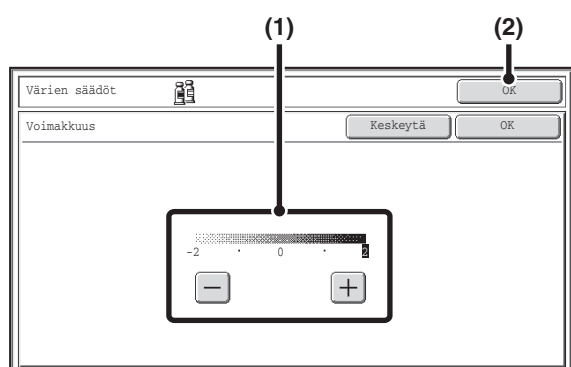 (1) (2)
Värien säädöt OK
Voimakkuus Keskeytä OK
-2 · 0 · 2
− +